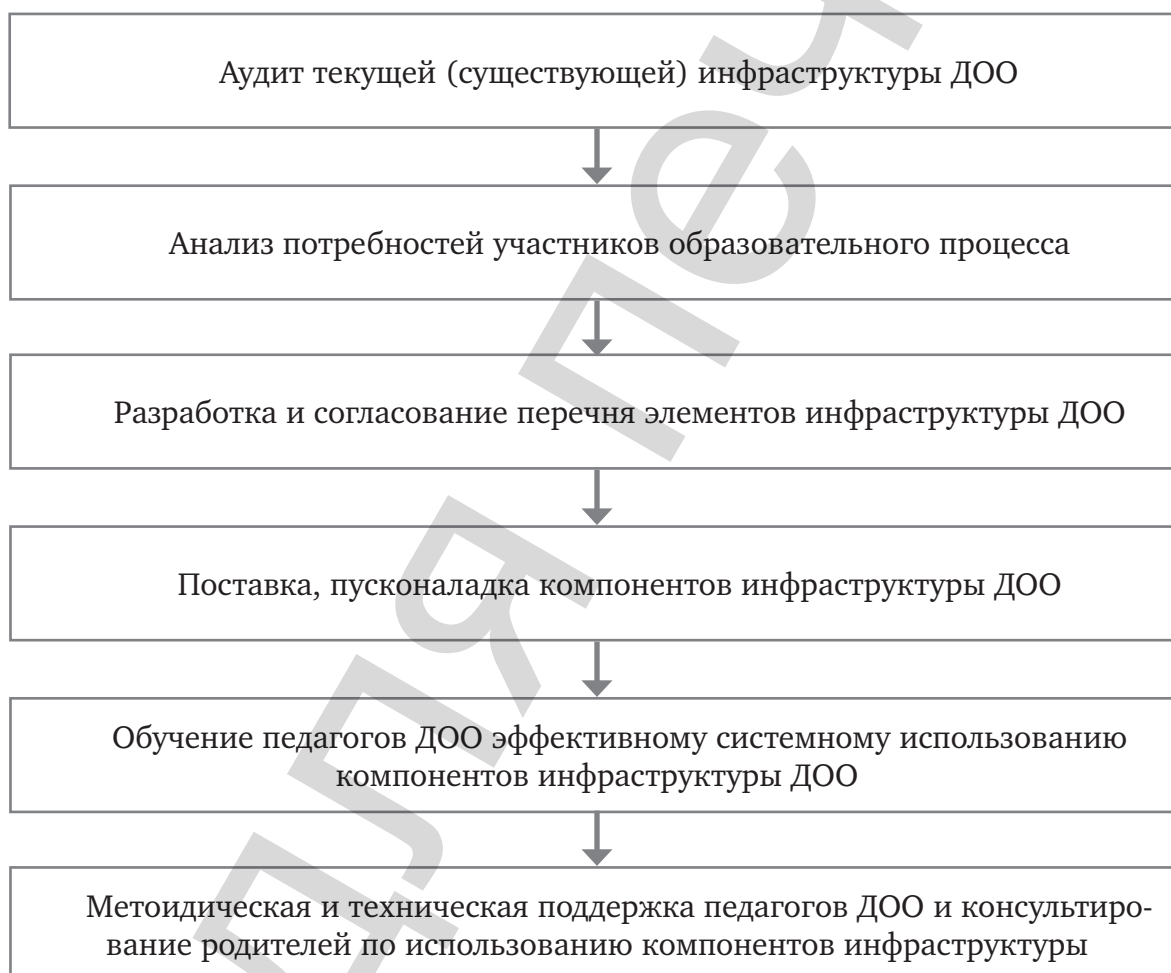 Аудит текущей (существующей) инфраструктуры ДОО
Анализ потребностей участников образовательного процесса
Разработка и согласование перечня элементов инфраструктуры ДОО
Поставка, пусконаладка компонентов инфраструктуры ДОО
Обучение педагогов ДОО эффективному системному использованию
компонентов инфраструктуры ДОО
Метоидическая и техническая поддержка педагогов ДОО и консультиро-
вание родителей по использованию компонентов инфраструктуры
для печ